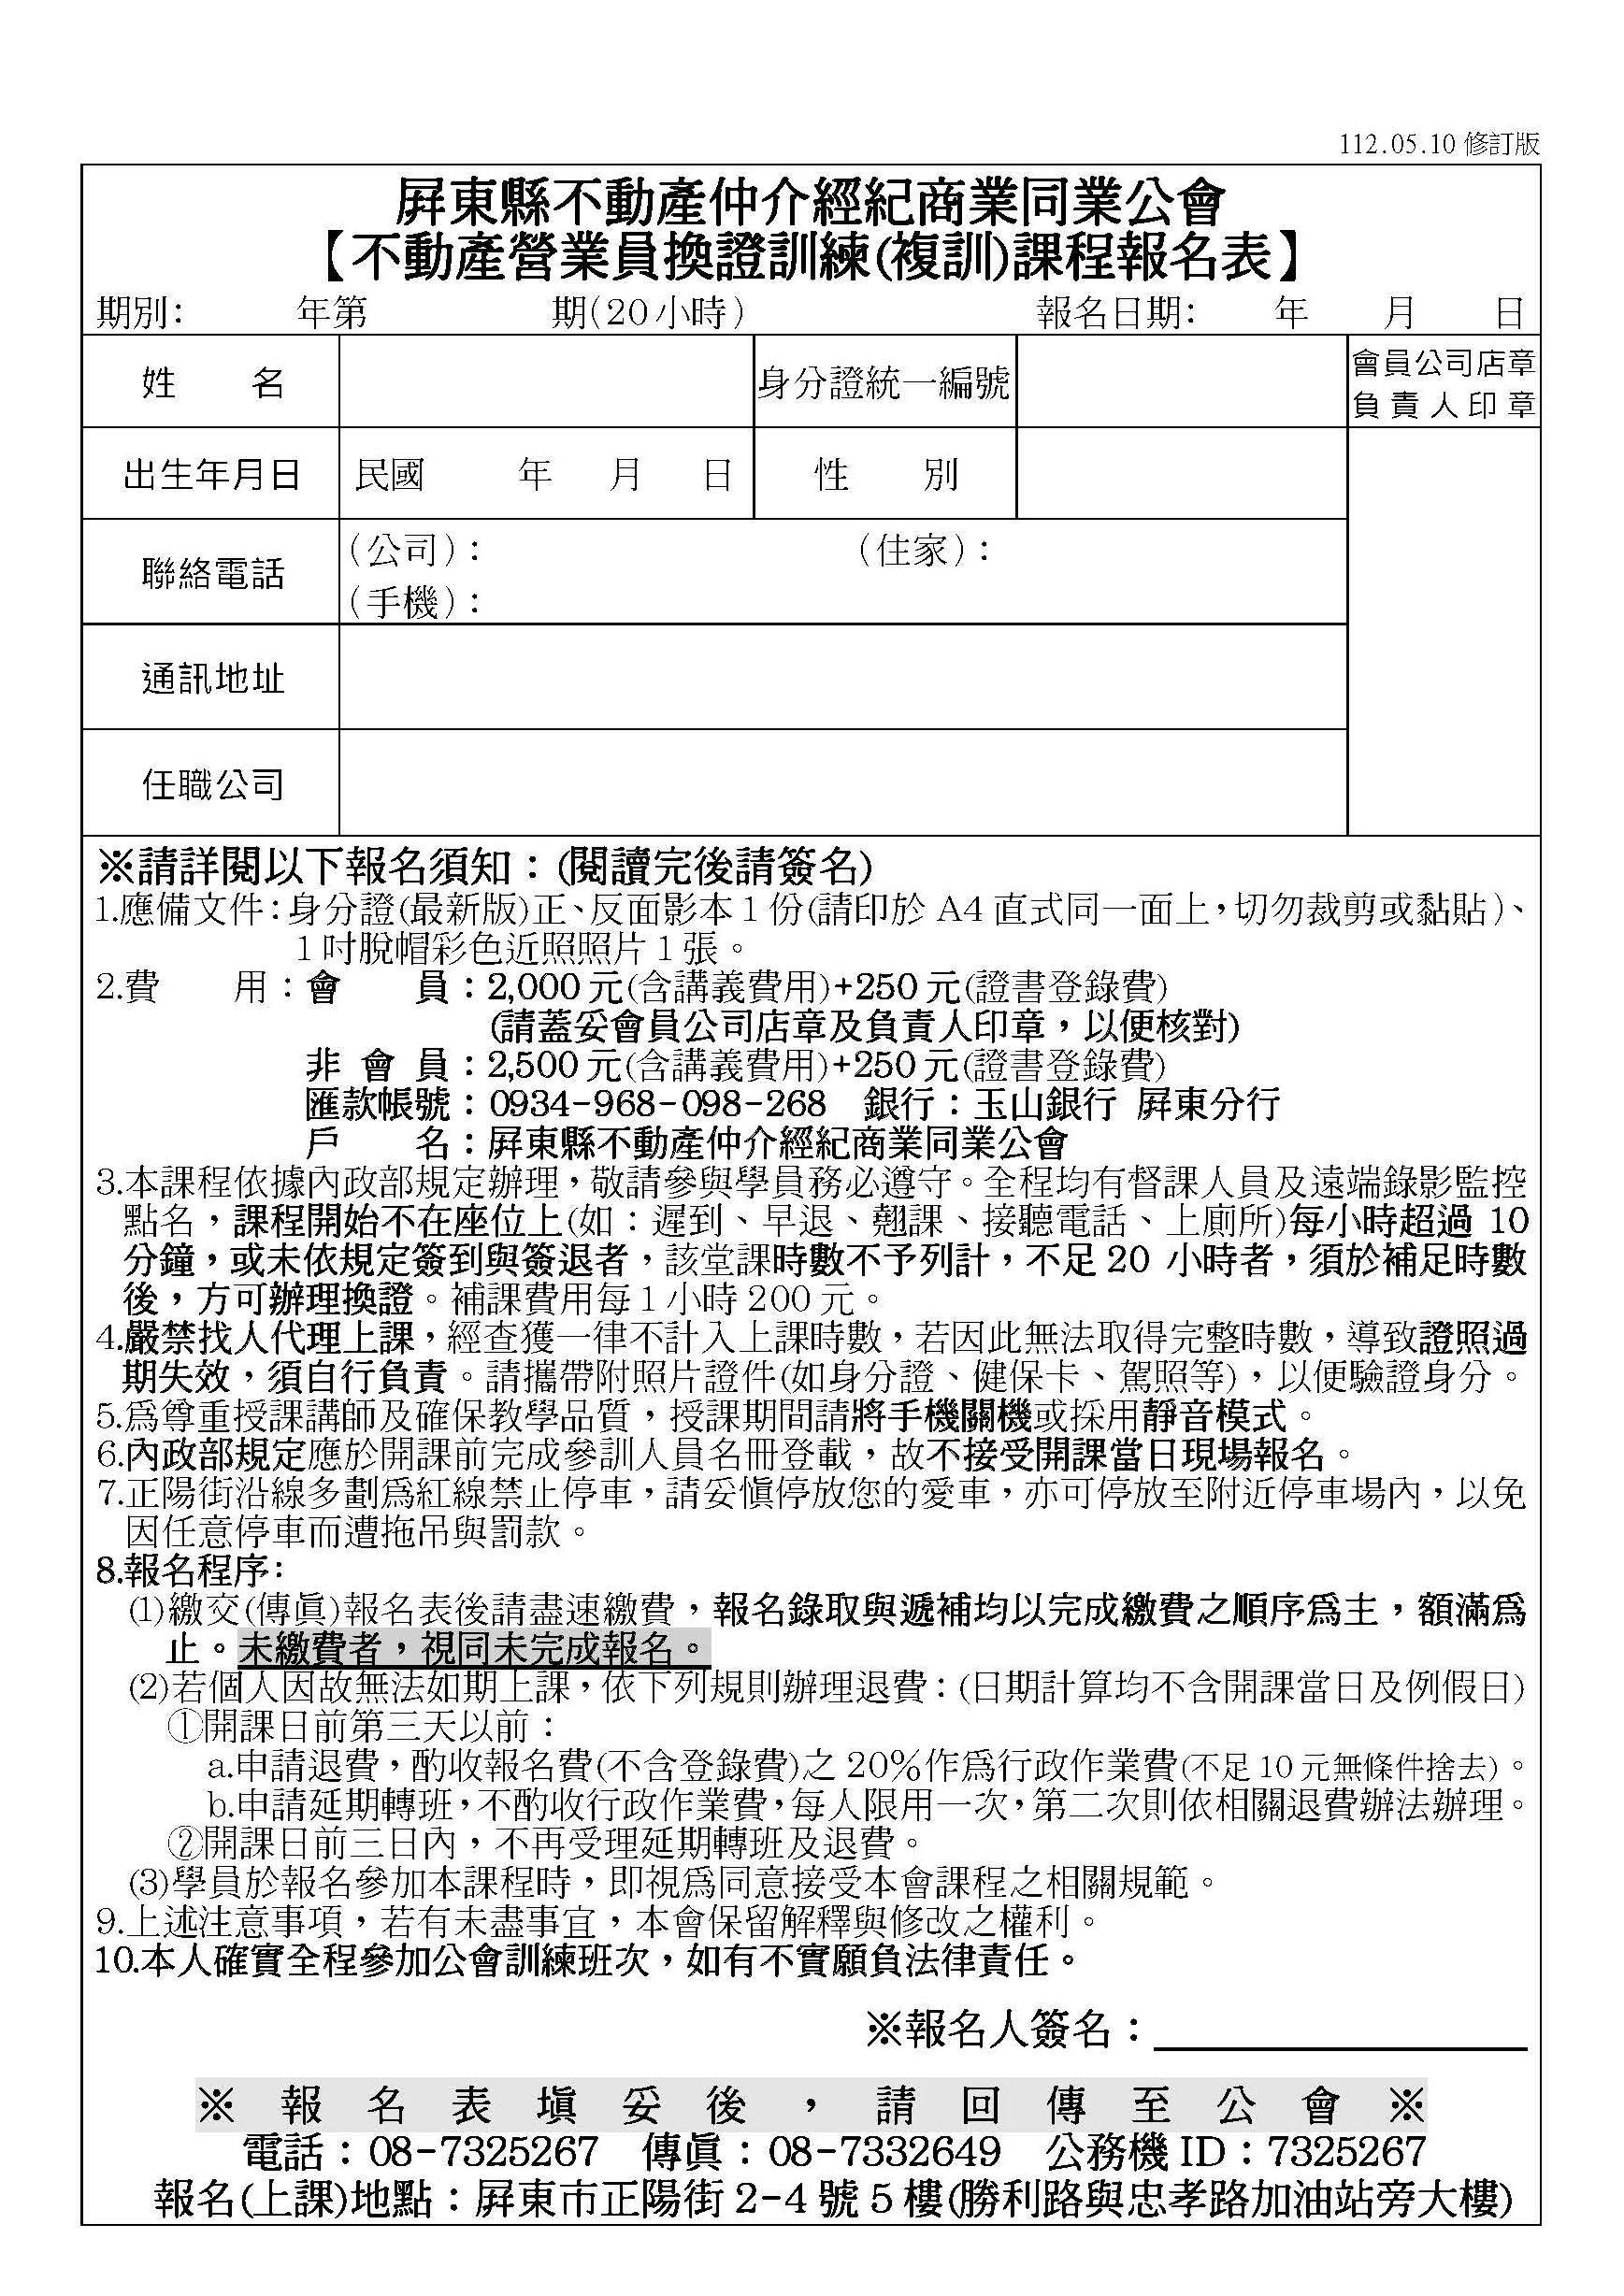 112.05.10 修訂版
屏東縣不動產仲介經紀商業同業公會
【不動產營業員換證訓練(複訓)課程報名表】
期別： 年第 期(20小時) 報名日期： 年 月 日
姓 名 身分證統一編號 會員公司店章
負責人印章
出生年月日 民國 年 月 日 性 別
聯絡電話 (公司)： (住家)：
(手機)：
通訊地址
任職公司
※請詳閱以下報名須知：(閱讀完後請簽名)
1.應備文件：身分證(最新版)正、反面影本1份(請印於 A4 直式同一面上，切勿裁剪或黏貼)、
1吋脫帽彩色近照照片1張。
2.費 用：會 員：2,000元(含講義費用)+250元(證書登錄費)
(請蓋妥會員公司店章及負責人印章，以便核對)
非 會 員：2,500元(含講義費用)+250元(證書登錄費)
匯款帳號：0934-968-098-268 銀行：玉山銀行 屏東分行
戶 名：屏東縣不動產仲介經紀商業同業公會
3.本課程依據內政部規定辦理，敬請參與學員務必遵守。全程均有督課人員及遠端錄影監控
點名，課程開始不在座位上(如：遲到、早退、翹課、接聽電話、上廁所)每小時超過 10
分鐘，或未依規定簽到與簽退者，該堂課時數不予列計，不足20 小時者，須於補足時數
後，方可辦理換證。補課費用每1小時200元。
4.嚴禁找人代理上課，經查獲一律不計入上課時數，若因此無法取得完整時數，導致證照過
期失效，須自行負責。請攜帶附照片證件(如身分證、健保卡、駕照等)，以便驗證身分。
5.為尊重授課講師及確保教學品質，授課期間請將手機關機或採用靜音模式。
6.內政部規定應於開課前完成參訓人員名冊登載，故不接受開課當日現場報名。
7.正陽街沿線多劃為紅線禁止停車，請妥慎停放您的愛車，亦可停放至附近停車場內，以免
因任意停車而遭拖吊與罰款。
8.報名程序：
(1)繳交(傳真)報名表後請盡速繳費，報名錄取與遞補均以完成繳費之順序為主，額滿為
止。未繳費者，視同未完成報名。
(2)若個人因故無法如期上課，依下列規則辦理退費：(日期計算均不含開課當日及例假日)
①開課日前第三天以前：
a.申請退費，酌收報名費(不含登錄費)之20%作為行政作業費(不足10元無條件捨去)。
b.申請延期轉班，不酌收行政作業費，每人限用一次，第二次則依相關退費辦法辦理。
②開課日前三日內，不再受理延期轉班及退費。
(3)學員於報名參加本課程時，即視為同意接受本會課程之相關規範。
9.上述注意事項，若有未盡事宜，本會保留解釋與修改之權利。
10.本人確實全程參加公會訓練班次，如有不實願負法律責任。
※報名人簽名：
※ 報 名 表 填 妥 後 ， 請 回 傳 至 公 會 ※
電話：08-7325267 傳真：08-7332649 公務機ID：7325267
報名(上課)地點：屏東市正陽街2-4號5樓(勝利路與忠孝路加油站旁大樓)